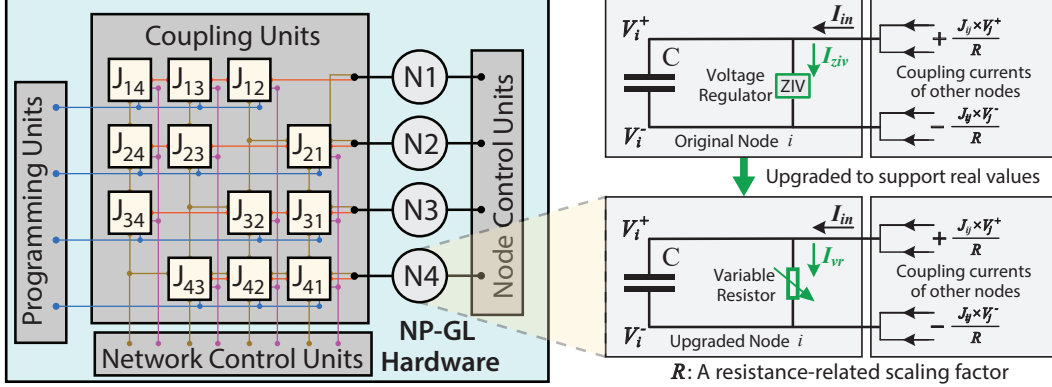 Coupling Units
J14 J13 J12
J24 J23 J21
J34 J32 J31
J43 J42 J41
Programming Units
N1
N2
N3
N4
Node Control Units
Network Control Units
NP-GL
Hardware
Vi+
Iin
C
Voltage
Regulator
ZIV
Iziv
Vi-
Original Node i
+ Jij×Vj+
R
Coupling currents
of other nodes
- Jij×Vj-
R
Upgraded to support real values
Vi+
Iin
C
Variable
Resistor
Ivr
Vi-
Upgraded Node i
+ Jij×Vj+
R
Coupling currents
of other nodes
- Jij×Vj-
R
R: A resistance-related scaling factor